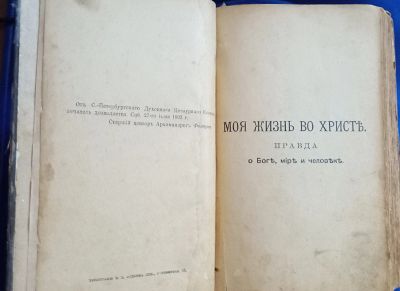 Отъ С.-Петербургскаго Духовнаго Цензурнаго
печатать дозволяется. Спб. 27-го 1903 г.
Старшій цензоръ Архимандритъ
МОЯ ЖИЗНЬ ВО ХРИСТѢ.
ПРАВДА
о Богѣ, мірѣ и человѣкѣ.